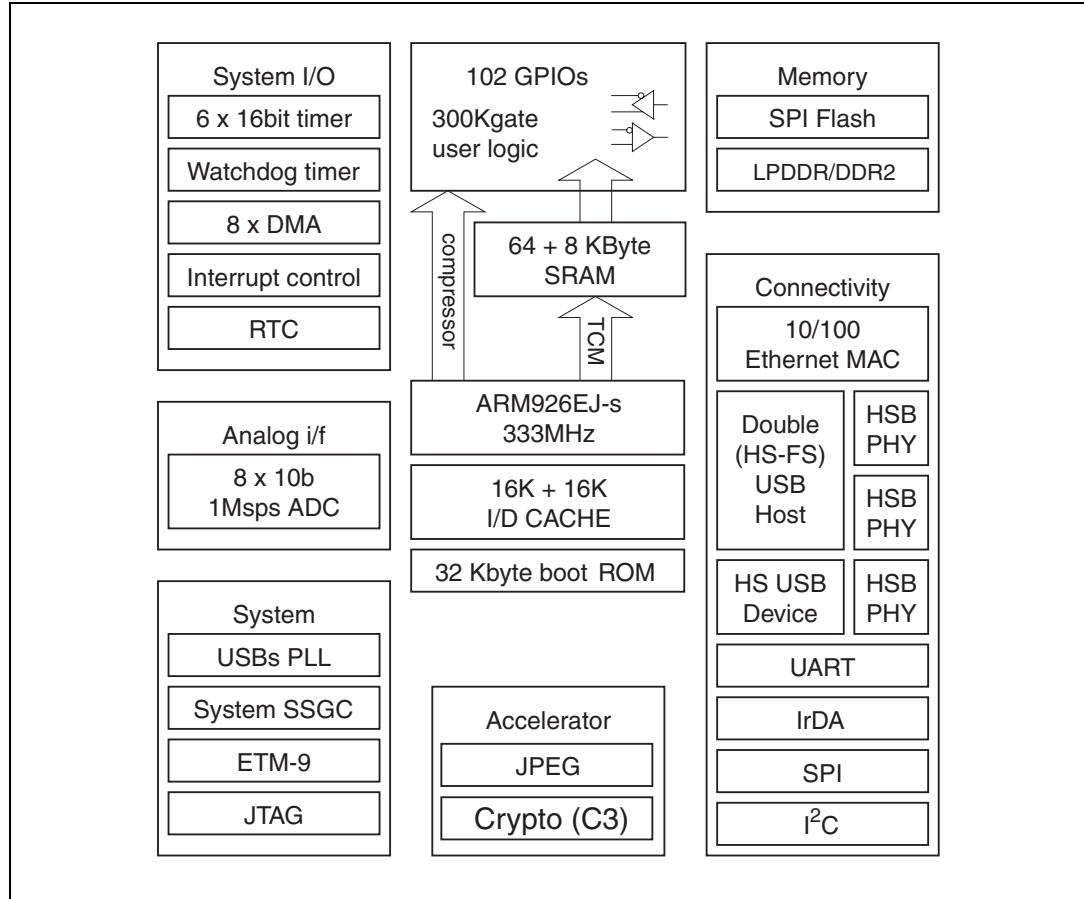 System I/O
6 x 16bit timer
Watchdog timer
8 x DMA
Interrupt control
RTC
Analog i/f
8 x 10b
1Msps ADC
System
USBs PLL
System SSGC
ETM-9
JTAG
102 GPIOs
300Kgate
user logic
compressor
64 + 8 KByte
SRAM
TCM
ARM926EJ-s
333MHz
16K + 16K
I/D CACHE
32 Kbyte boot ROM
Accelerator
JPEG
Crypto (C3)
Memory
SPI Flash
LPDDR/DDR2
Connectivity
10/100
Ethernet MAC
Double
(HS-FS)
USB
Host
HSB
PHY
HSB
PHY
HS USB
Device
HSB
PHY
UART
IrDA
SPI
I²C